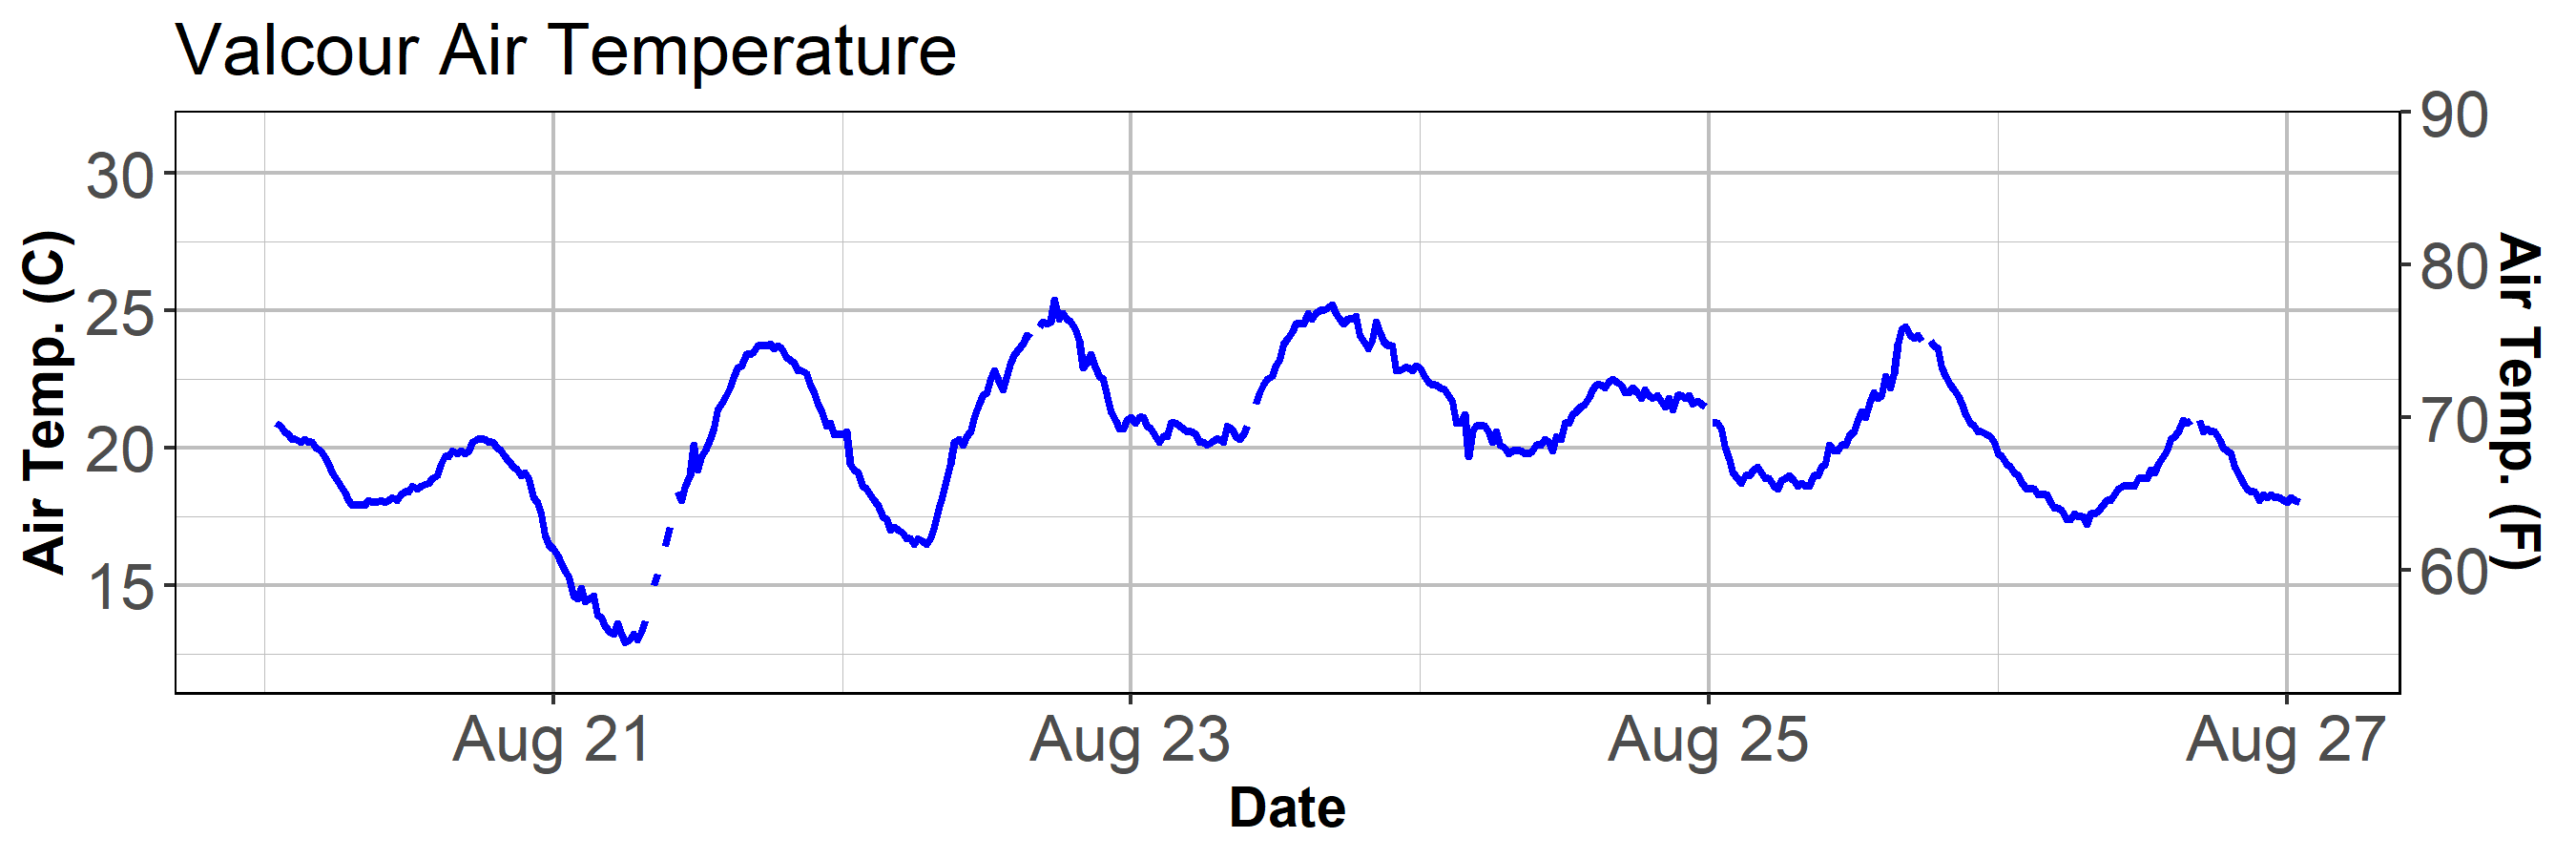 Valcour Air Temperature
Air Temp. (C)
30
25
20
15
90
80
70
60
Air Temp. (F)
Aug 21
Aug 23
Aug 25
Aug 27
Date